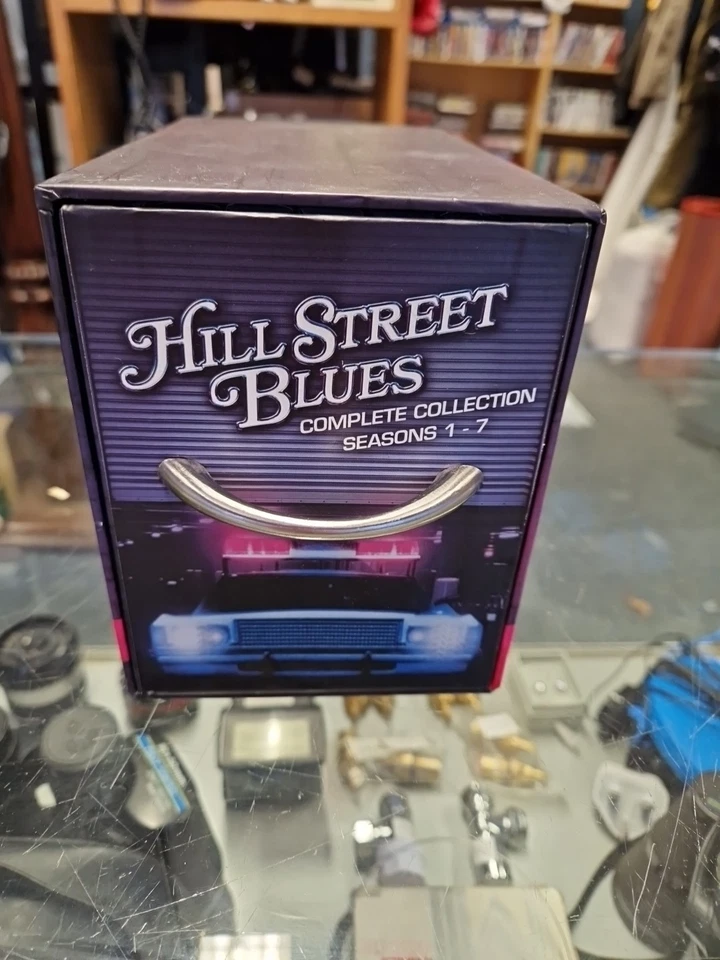 HILL STREET
BLUES
COMPLETE COLLECTION
SEASONS 1 - 7